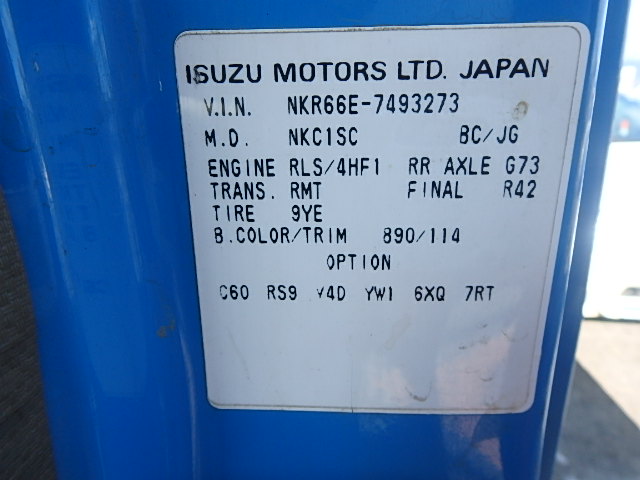 ISUZU MOTORS LTD. JAPAN
V.I.N. NKR66E-7493273
M.D. NKC1SC BC/JG
ENGINE RLS/4HF1 RR AXLE G73
TRANS. RMT FINAL R42
TIRE 9YE
B.COLOR/TRIM 890/114
OPTION
C60 RS9 V4D YW1 6XQ 7RT